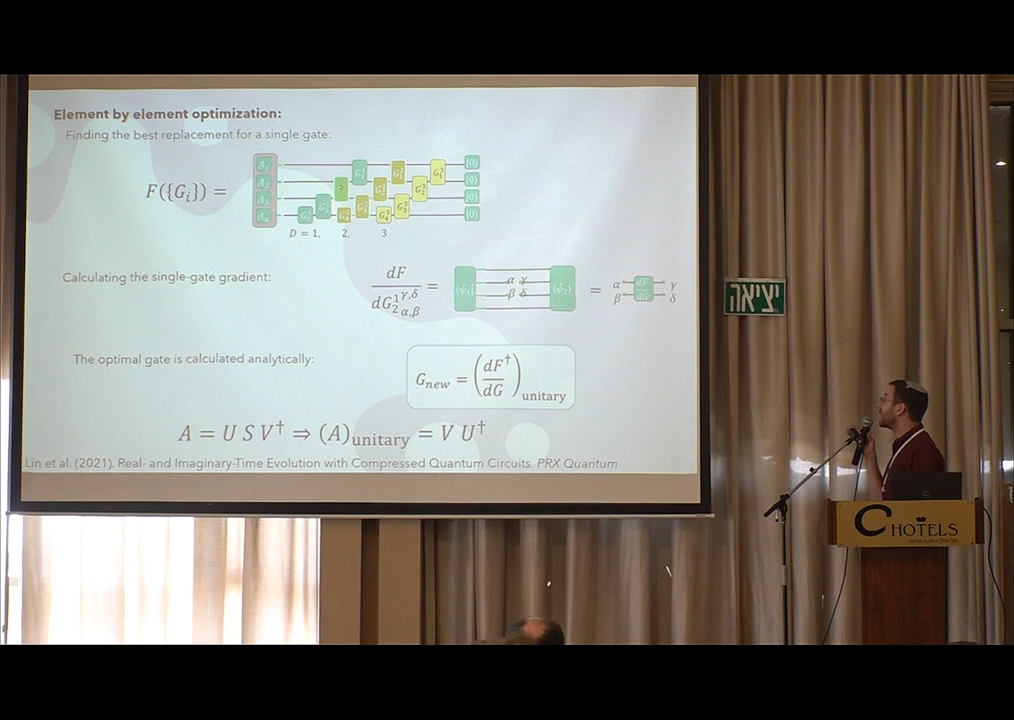 Element by element optimization:
Finding the best replacement for a single gate:
F({G_i}) =
D = 1, 2, 3
Calculating the single-gate gradient:
dF
dG_2^1 γ,δ α,β
=
α γ
β δ
= α dF γ
β dG δ
The optimal gate is calculated analytically:
G_new = (dF†/dG)_unitary
A = U S V† ⇒ (A)_unitary = V U†
Lin et al. (2021). Real- and Imaginary-Time Evolution with Compressed Quantum Circuits. PRX Quantum
יציאה
C HOTELS